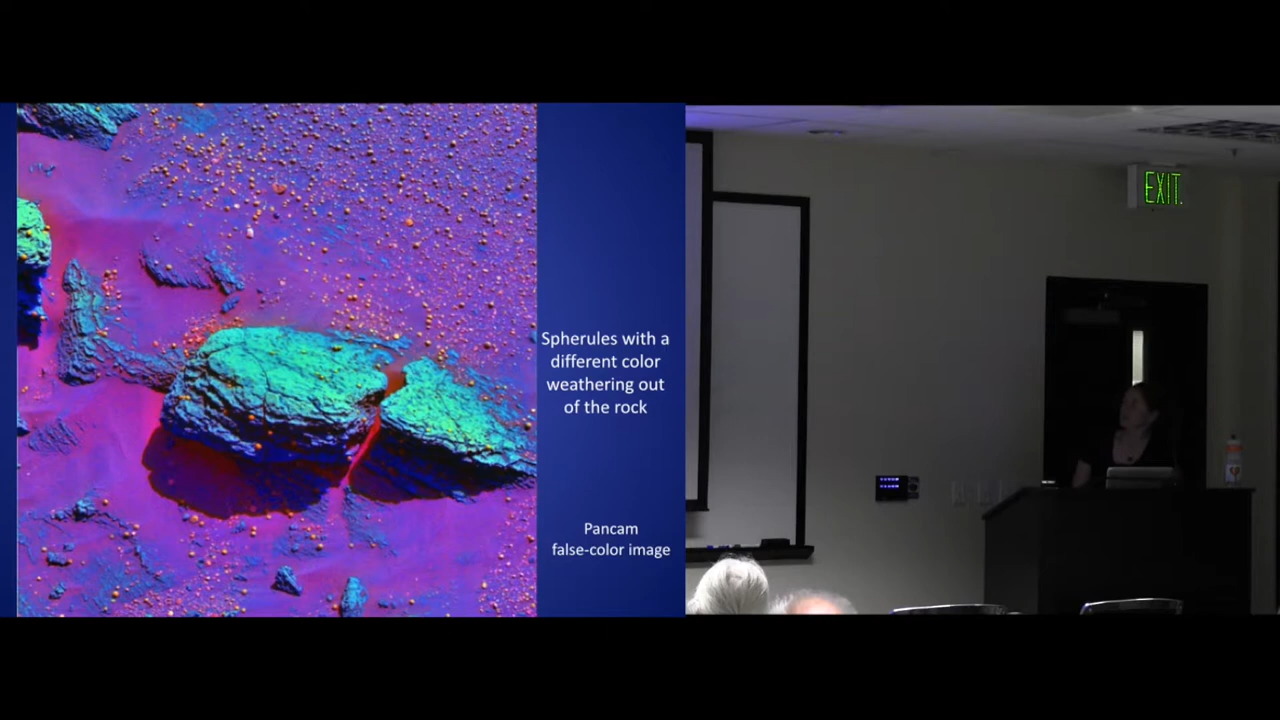 Spherules with a
different color
weathering out
of the rock
Pancam
false-color image
EXIT